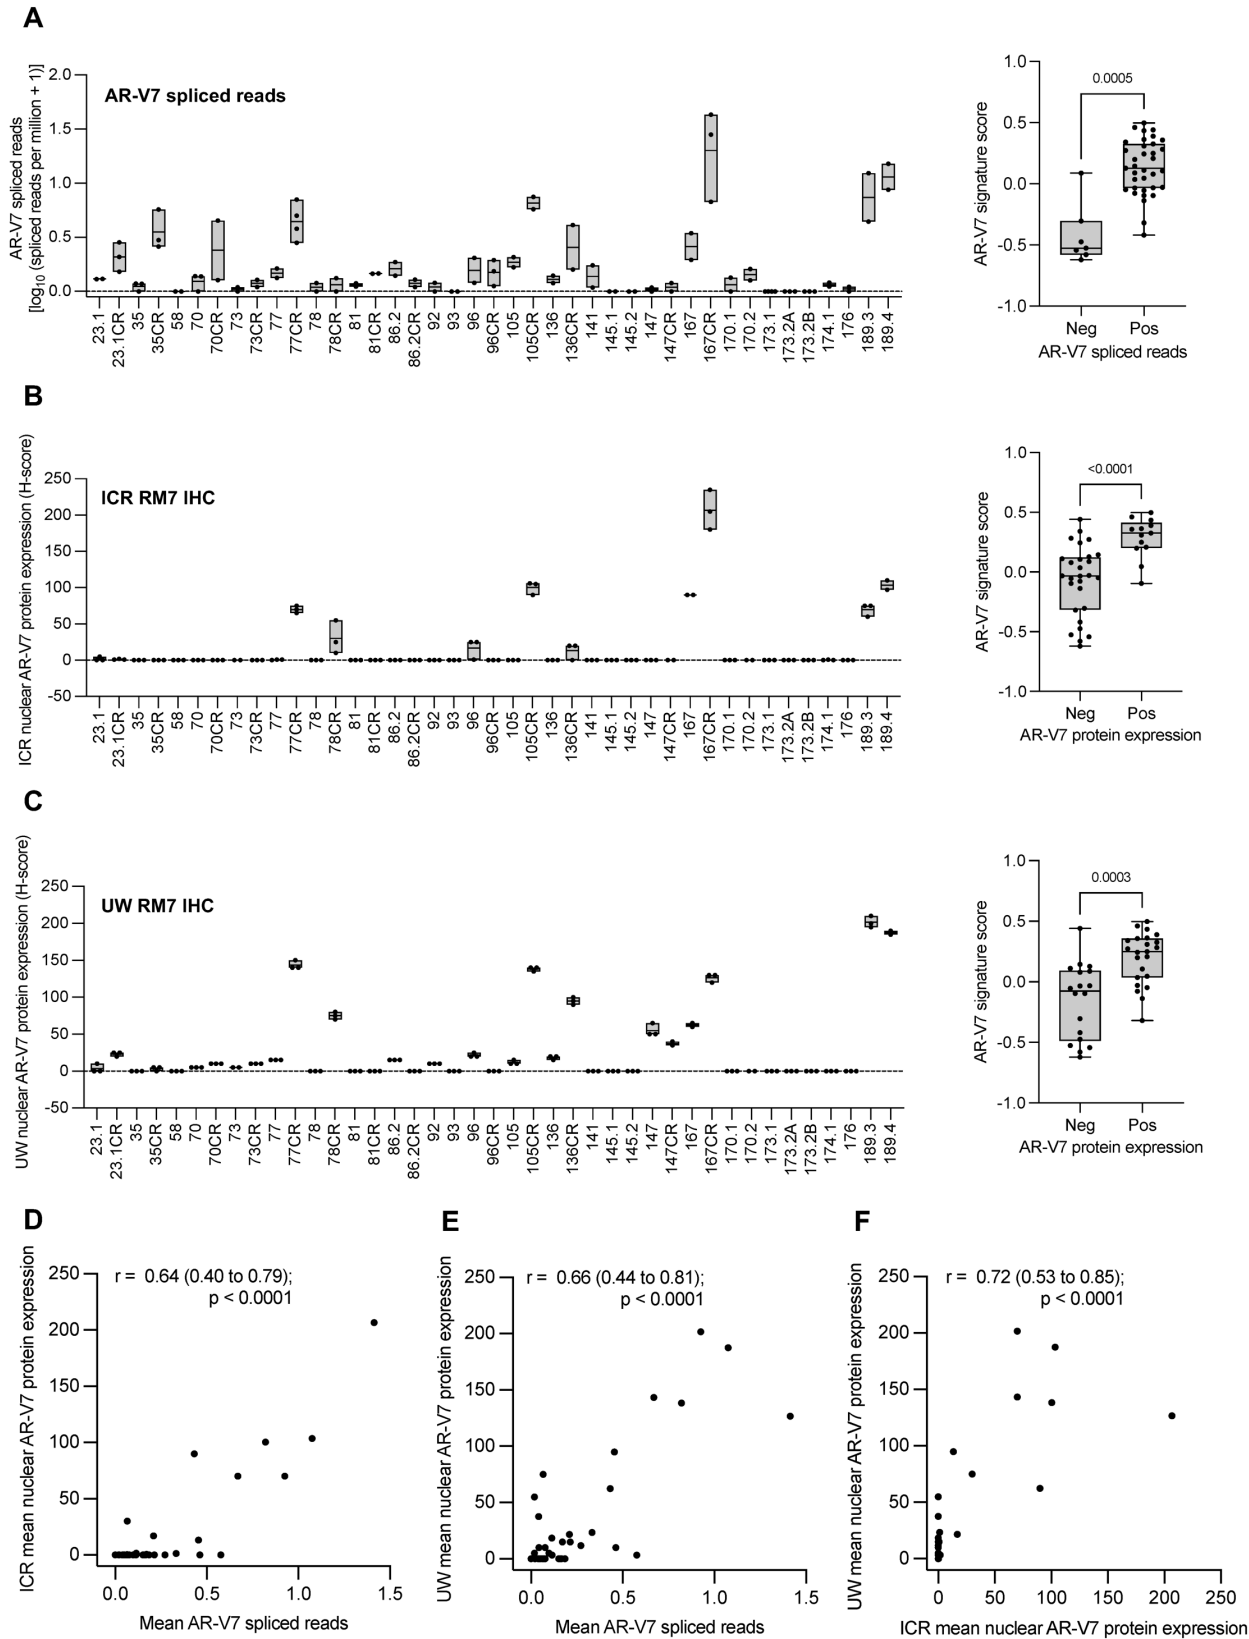 A
AR-V7 spliced reads
[log10 (spliced reads per million + 1)]
2.0
1.5
1.0
0.5
0.0
AR-V7 spliced reads
23.1
23.1CR
35
35CR
58
70
70CR
73
73CR
77
77CR
78
78CR
81
81CR
86.2
86.2CR
92
93
96
96CR
105
105CR
136
136CR
141
145.1
145.2
147
147CR
167
167CR
170.1
170.2
173.1
173.2A
173.2B
174.1
176
189.3
189.4
AR-V7 signature score
1.0
0.5
0.0
-0.5
-1.0
0.0005
Neg
Pos
AR-V7 spliced reads
B
ICR nuclear AR-V7 protein expression (H-score)
250
200
150
100
50
0
-50
ICR RM7 IHC
23.1
23.1CR
35
35CR
58
70
70CR
73
73CR
77
77CR
78
78CR
81
81CR
86.2
86.2CR
92
93
96
96CR
105
105CR
136
136CR
141
145.1
145.2
147
147CR
167
167CR
170.1
170.2
173.1
173.2A
173.2B
174.1
176
189.3
189.4
AR-V7 signature score
1.0
0.5
0.0
-0.5
-1.0
<0.0001
Neg
Pos
AR-V7 protein expression
C
UW nuclear AR-V7 protein expression (H-score)
250
200
150
100
50
0
-50
UW RM7 IHC
23.1
23.1CR
35
35CR
58
70
70CR
73
73CR
77
77CR
78
78CR
81
81CR
86.2
86.2CR
92
93
96
96CR
105
105CR
136
136CR
141
145.1
145.2
147
147CR
167
167CR
170.1
170.2
173.1
173.2A
173.2B
174.1
176
189.3
189.4
AR-V7 signature score
1.0
0.5
0.0
-0.5
-1.0
0.0003
Neg
Pos
AR-V7 protein expression
D
ICR mean nuclear AR-V7 protein expression
250
200
150
100
50
0
r = 0.64 (0.40 to 0.79);
p < 0.0001
0.0
0.5
1.0
1.5
Mean AR-V7 spliced reads
E
UW mean nuclear AR-V7 protein expression
250
200
150
100
50
0
r = 0.66 (0.44 to 0.81);
p < 0.0001
0.0
0.5
1.0
1.5
Mean AR-V7 spliced reads
F
UW mean nuclear AR-V7 protein expression
250
200
150
100
50
0
r = 0.72 (0.53 to 0.85);
p < 0.0001
0
50
100
150
200
250
ICR mean nuclear AR-V7 protein expression